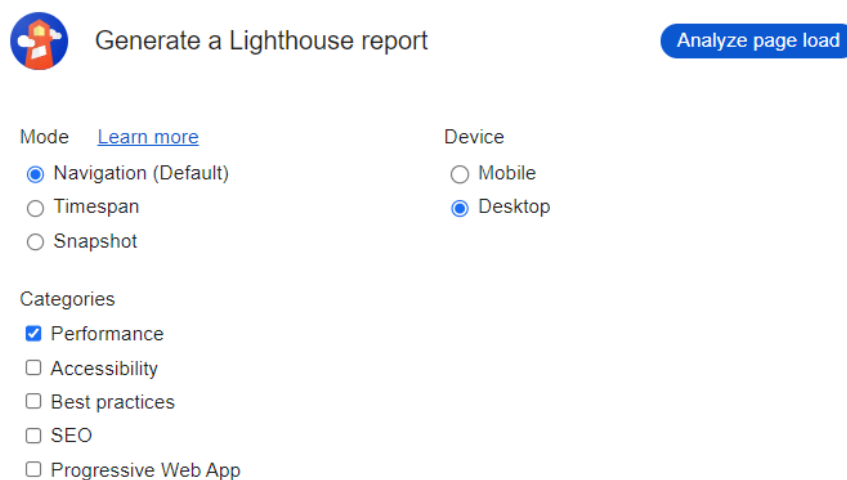 Generate a Lighthouse report
Analyze page load
Mode Learn more
Navigation (Default)
Timespan
Snapshot
Device
Mobile
Desktop
Categories
Performance
Accessibility
Best practices
SEO
Progressive Web App